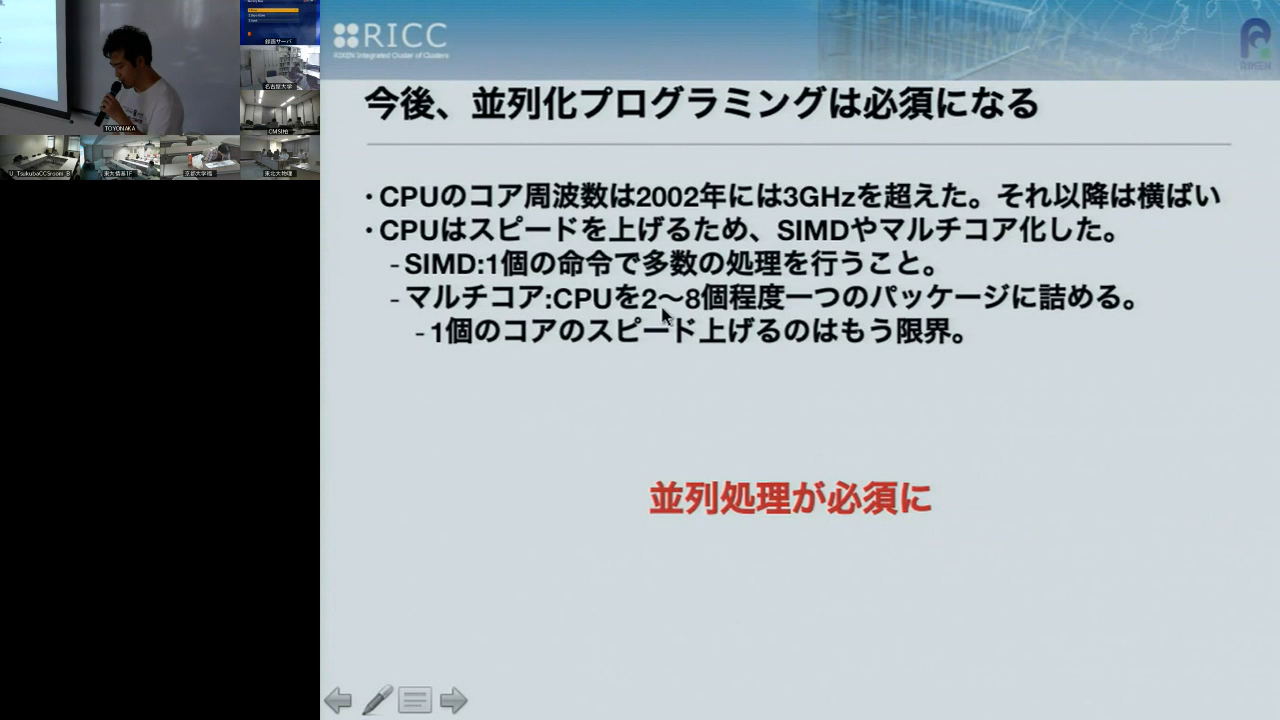 RICC
RIKEN Integrated Cluster of Clusters
RIKEN
今後、並列化プログラミングは必須になる
・CPUのコア周波数は2002年には3GHzを超えた。それ以降は横ばい
・CPUはスピードを上げるため、SIMDやマルチコア化した。
- SIMD:1個の命令で多数の処理を行うこと。
- マルチコア:CPUを2〜8個程度一つのパッケージに詰める。
- 1個のコアのスピード上げるのはもう限界。
並列処理が必須に
TOYONAKA
名古屋大学
CMSI柏
U_TsukubaCCSroom_B
東北大物理